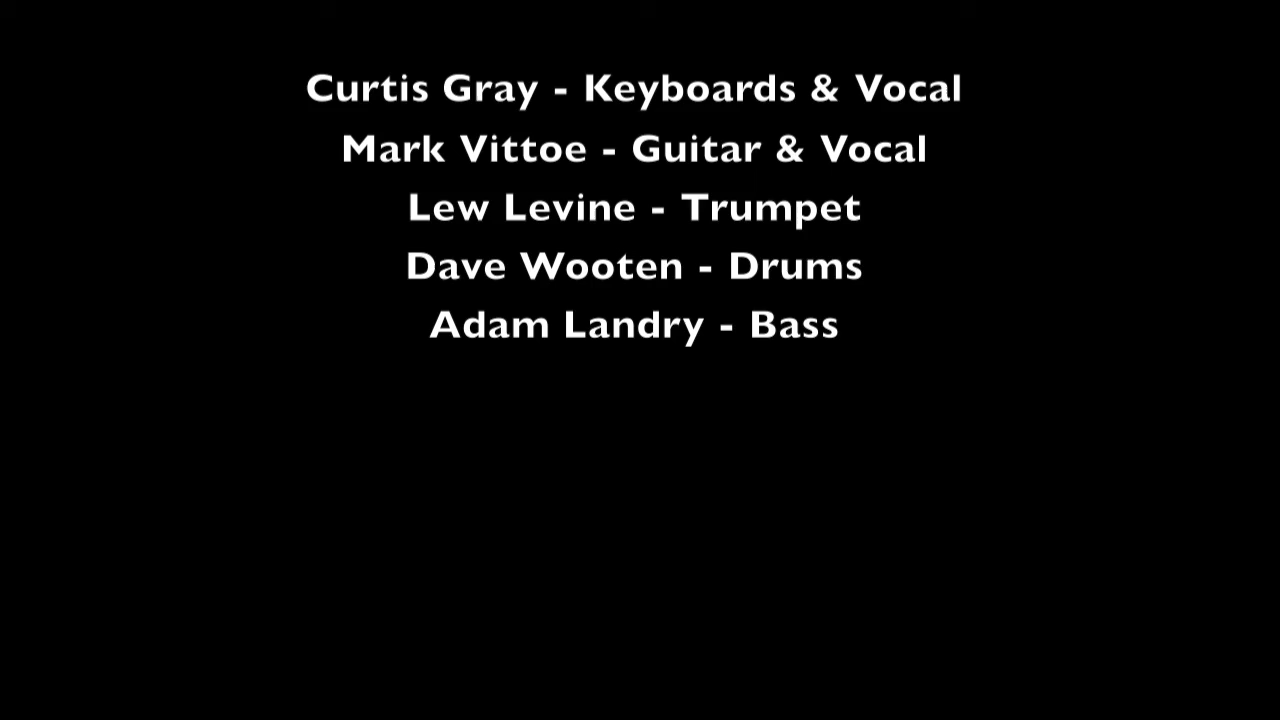 Curtis Gray - Keyboards & Vocal
Mark Vittoe - Guitar & Vocal
Lew Levine - Trumpet
Dave Wooten - Drums
Adam Landry - Bass